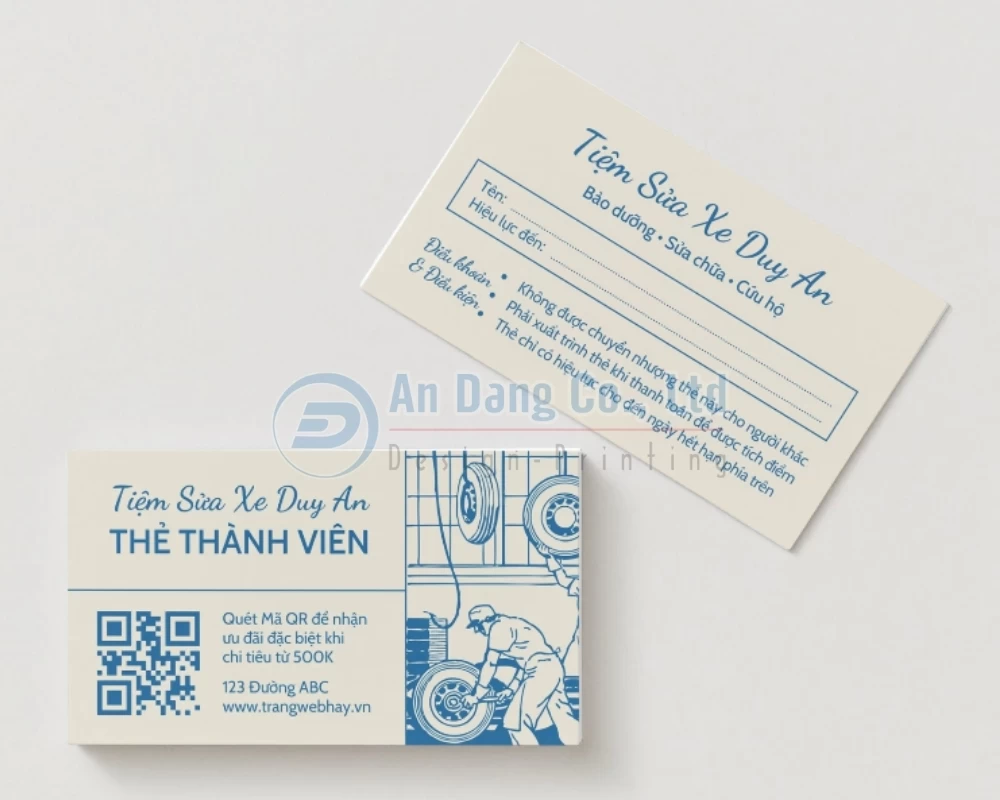 Tiệm Sửa Xe Duy An
Bảo dưỡng • Sửa chữa • Cứu hộ
Tên:
Hiệu lực đến:
Điều khoản
& Điều kiện
• Không được chuyển nhượng thẻ này cho người khác
• Phải xuất trình thẻ khi thanh toán để được tích điểm
• Thẻ chỉ có hiệu lực cho đến ngày hết hạn phía trên
An Dang Co., Ltd
Design-Printing
Tiệm Sửa Xe Duy An
THẺ THÀNH VIÊN
Quét Mã QR để nhận
ưu đãi đặc biệt khi
chi tiêu từ 500K
123 Đường ABC
www.trangwebhay.vn